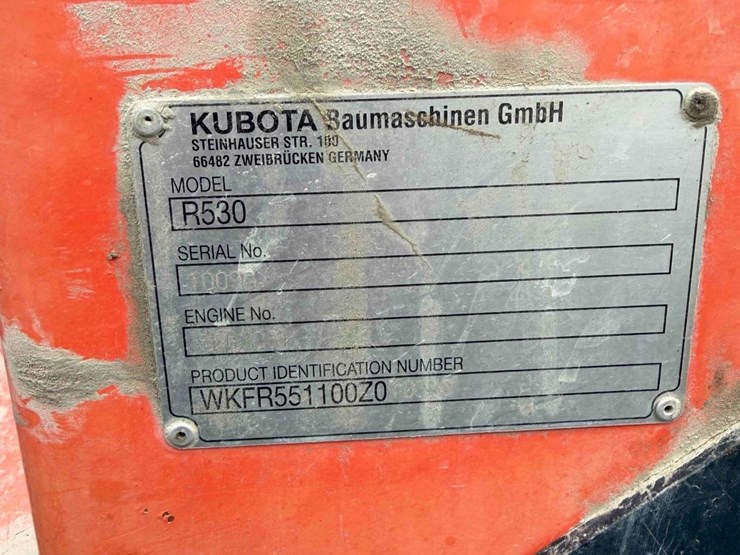 KUBOTA Baumaschinen GmbH
STEINHAUSER STR. 100
66482 ZWEIBRÜCKEN GERMANY
MODEL
R530
SERIAL No.
ENGINE No.
PRODUCT IDENTIFICATION NUMBER
WKFR551100Z0